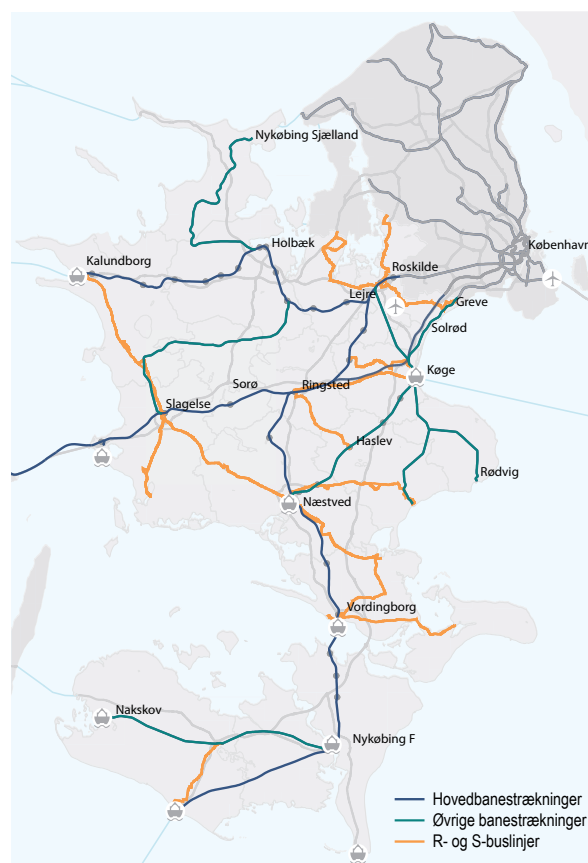 Nykøbing Sjælland
København
Holbæk
Kalundborg
Roskilde
Lejre
Greve
Solrød
Køge
Sorø
Ringsted
Slagelse
Haslev
Rødvig
Næstved
Vordingborg
Nakskov
Nykøbing F
Hovedbanestrækninger
Øvrige banestrækninger
R- og S-buslinjer